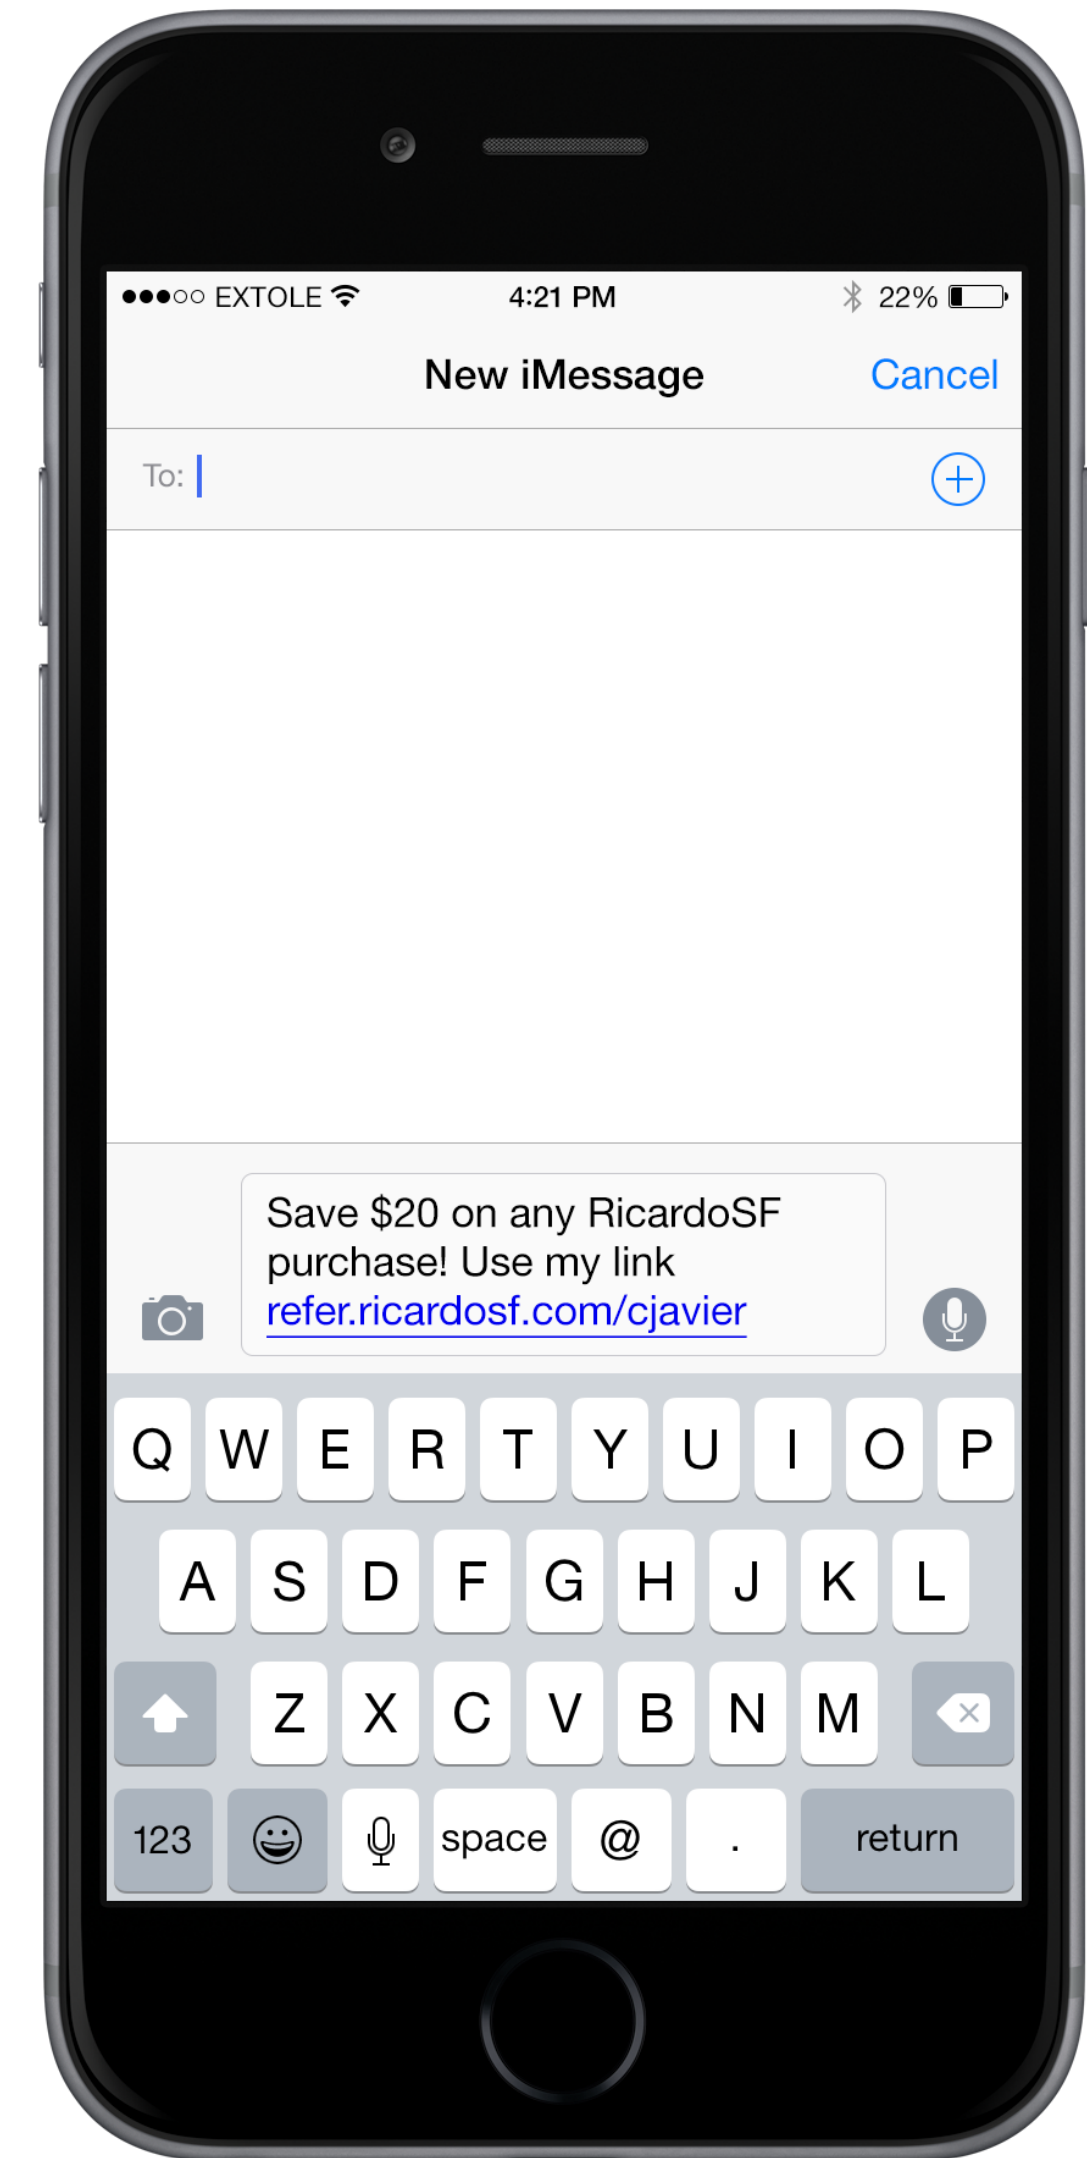 EXTOLE 4:21 PM 22%
New iMessage Cancel
To:
Save $20 on any RicardoSF
purchase! Use my link
refer.ricardosf.com/cjavier
Q W E R T Y U I O P
A S D F G H J K L
Z X C V B N M
123 space @ . return